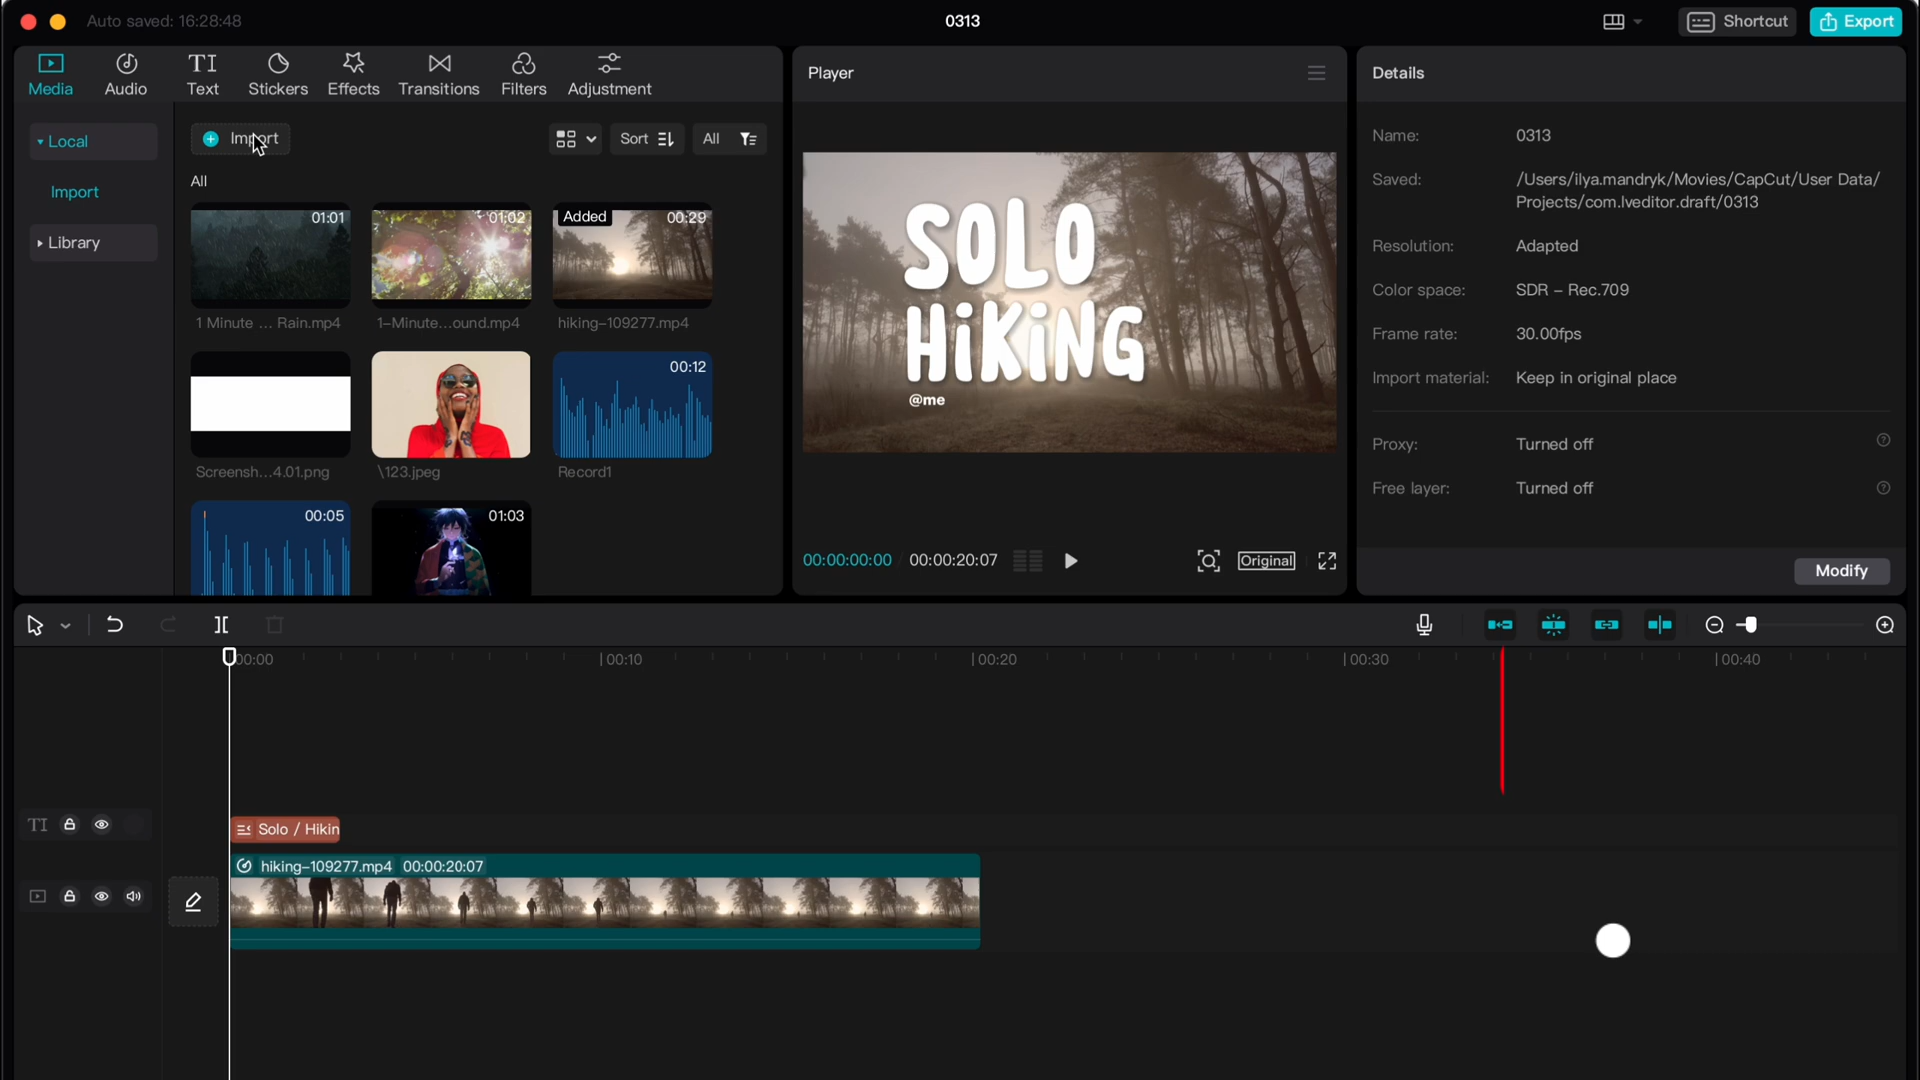 Auto saved: 16:28:48
0313
Shortcut
Export
Media
Audio
Text
Stickers
Effects
Transitions
Filters
Adjustment
Local
Import
Library
Import
Sort
All
All
01:01
1 Minute ... Rain.mp4
01:02
1-Minute...ound.mp4
Added
00:29
hiking-109277.mp4
Screensh...4.01.png
\123.jpeg
00:12
Record1
00:05
01:03
Player
SOLO
HiKiNG
@me
00:00:00:00
00:00:20:07
Original
Details
Name:
0313
Saved:
/Users/ilya.mandryk/Movies/CapCut/User Data/
Projects/com.lveditor.draft/0313
Resolution:
Adapted
Color space:
SDR – Rec.709
Frame rate:
30.00fps
Import material:
Keep in original place
Proxy:
Turned off
Free layer:
Turned off
Modify
00:00
00:10
00:20
00:30
00:40
TI
Solo / Hikin
hiking-109277.mp4 00:00:20:07